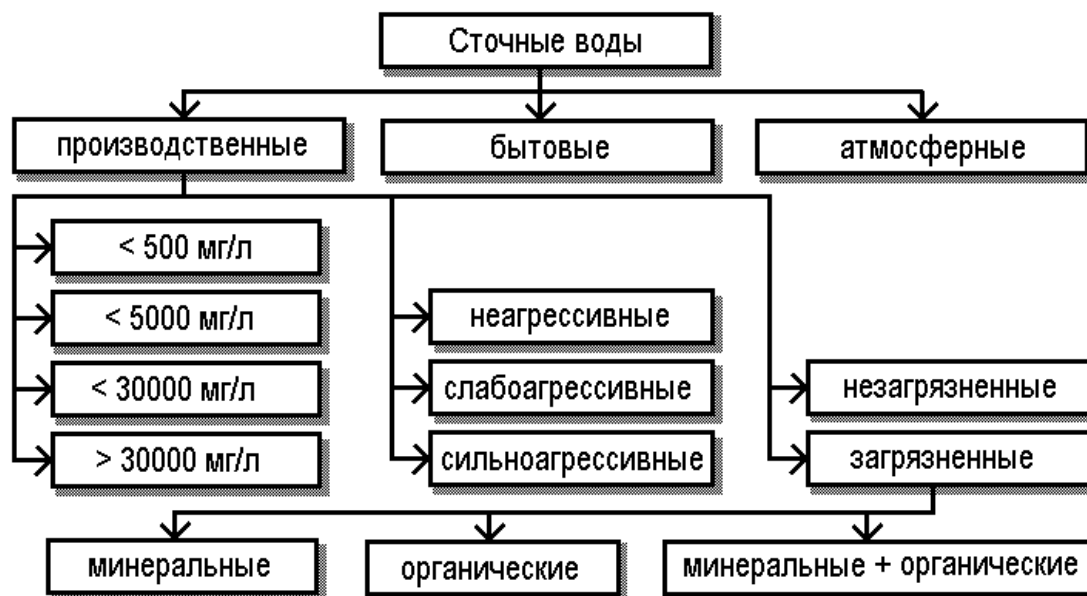 Сточные воды
производственные
бытовые
атмосферные
< 500 мг/л
< 5000 мг/л
неагрессивные
< 30000 мг/л
слабоагрессивные
незагрязненные
> 30000 мг/л
сильноагрессивные
загрязненные
минеральные
органические
минеральные + органические